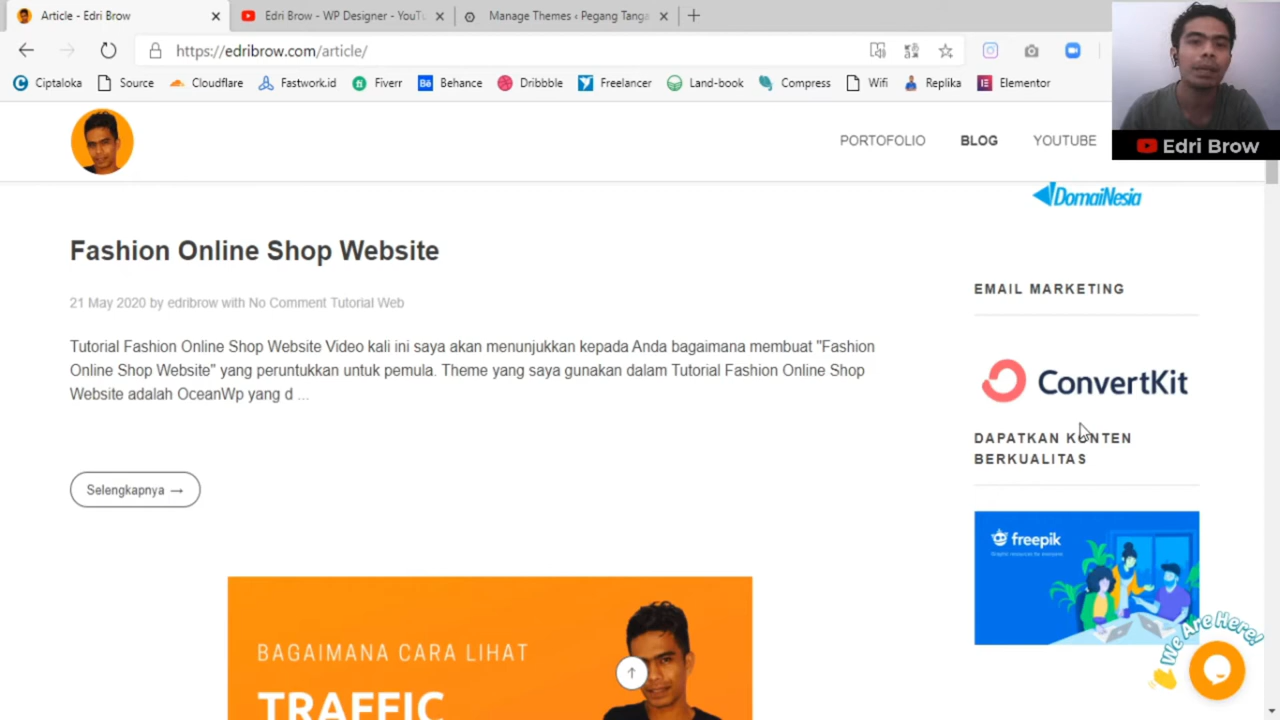 Article - Edri Brow
Edri Brow - WP Designer - YouTu
Manage Themes ‹ Pegang Tanga
https://edribrow.com/article/
Ciptaloka
Source
Cloudflare
Fastwork.id
Fiverr
Behance
Dribbble
Freelancer
Land-book
Compress
Wifi
Replika
Elementor
Edri Brow
PORTOFOLIO
BLOG
YOUTUBE
DomaiNesia
Fashion Online Shop Website
21 May 2020 by edribrow with No Comment Tutorial Web
Tutorial Fashion Online Shop Website Video kali ini saya akan menunjukkan kepada Anda bagaimana membuat "Fashion
Online Shop Website" yang peruntukkan untuk pemula. Theme yang saya gunakan dalam Tutorial Fashion Online Shop
Website adalah OceanWp yang d ...
Selengkapnya →
EMAIL MARKETING
ConvertKit
DAPATKAN KONTEN
BERKUALITAS
freepik
Graphic resources for everyone
We Are Here!
BAGAIMANA CARA LIHAT
TRAFFIC